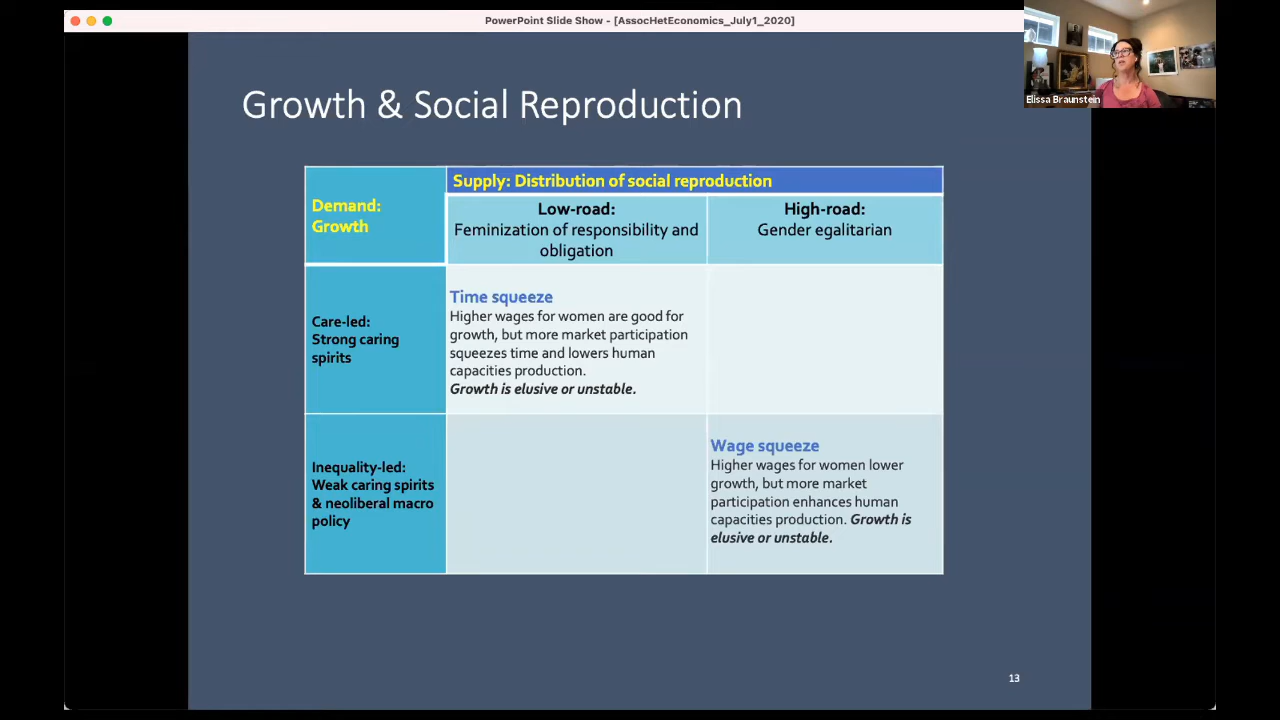 PowerPoint Slide Show - [AssocHetEconomics_July1_2020]
Elissa Braunstein
Growth & Social Reproduction
Demand:
Growth
Supply: Distribution of social reproduction
Low-road:
Feminization of responsibility and
obligation
High-road:
Gender egalitarian
Care-led:
Strong caring
spirits
Time squeeze
Higher wages for women are good for
growth, but more market participation
squeezes time and lowers human
capacities production.
Growth is elusive or unstable.
Inequality-led:
Weak caring spirits
& neoliberal macro
policy
Wage squeeze
Higher wages for women lower
growth, but more market
participation enhances human
capacities production. Growth is
elusive or unstable.
13